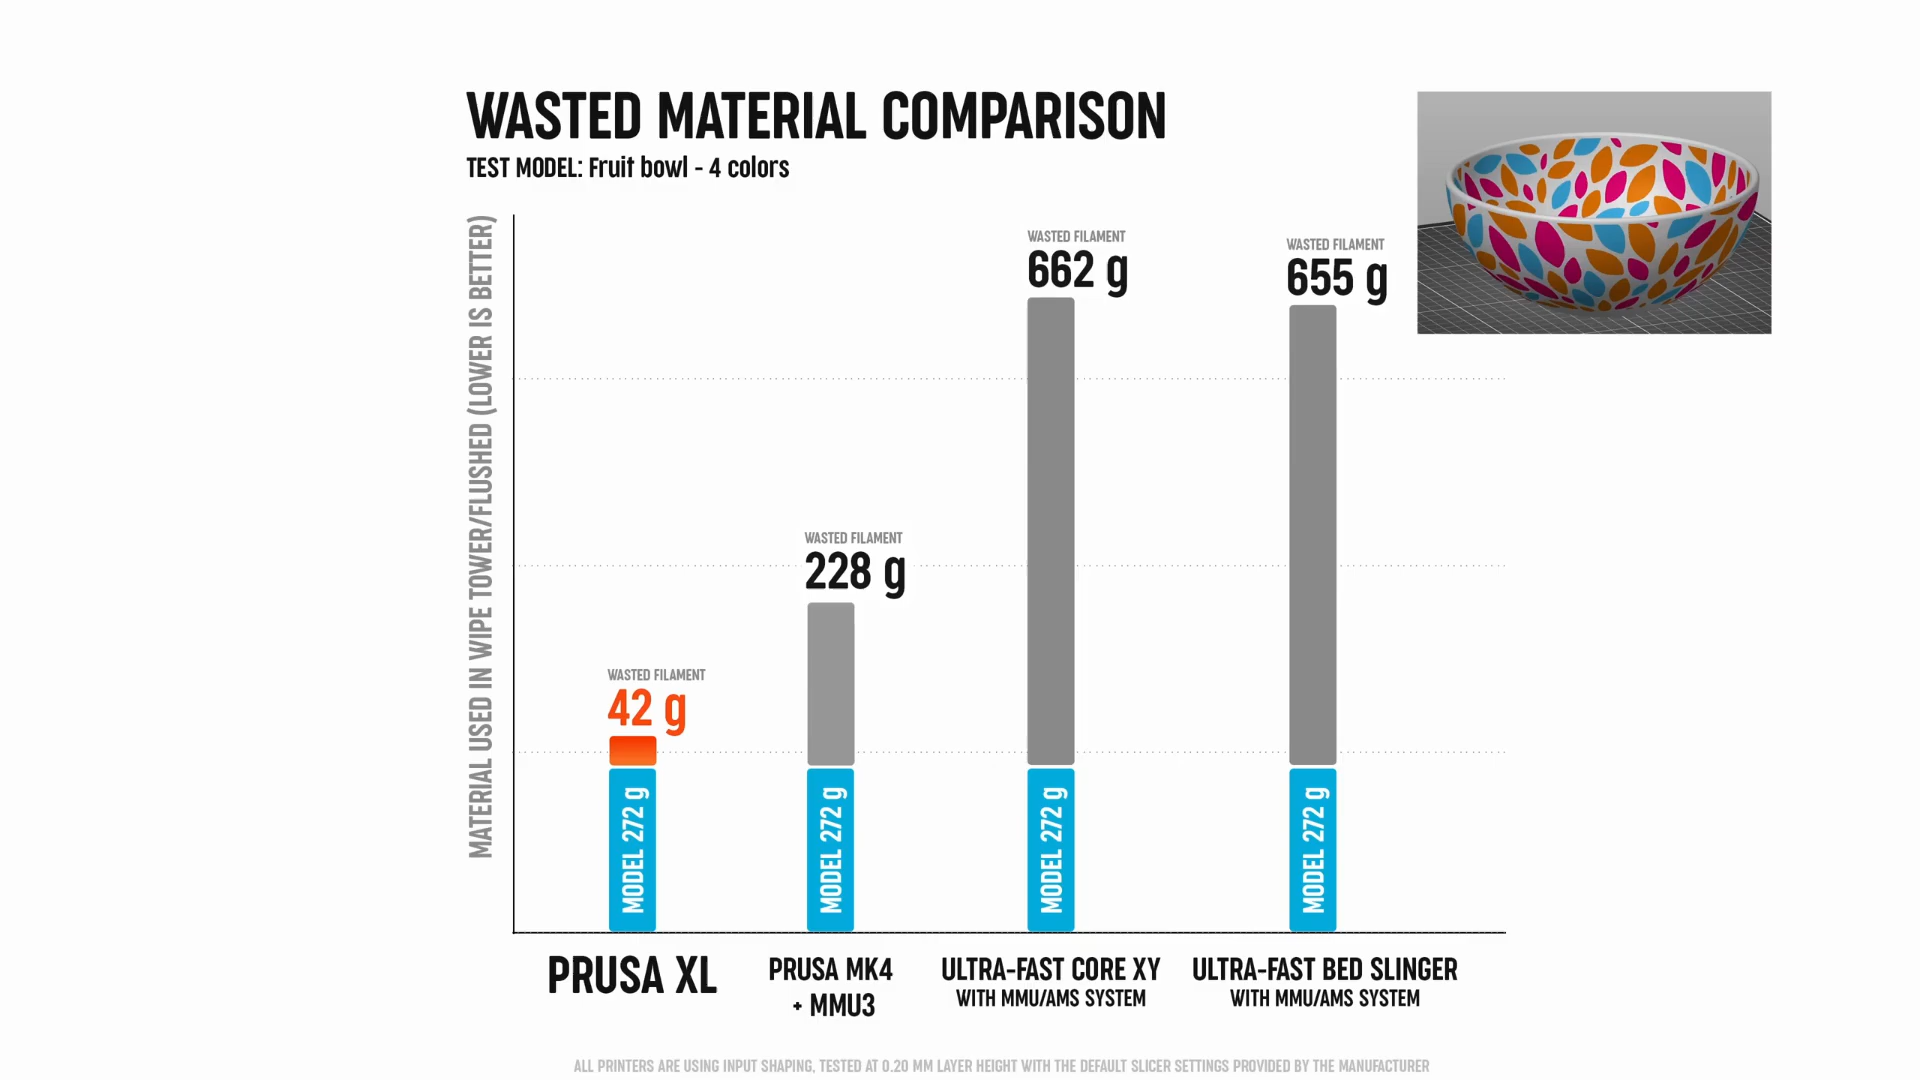 WASTED MATERIAL COMPARISON
TEST MODEL: Fruit bowl - 4 colors
MATERIAL USED IN WIPE TOWER/FLUSHED (LOWER IS BETTER)
WASTED FILAMENT
662 g
WASTED FILAMENT
655 g
WASTED FILAMENT
228 g
WASTED FILAMENT
42 g
MODEL 272 g
MODEL 272 g
MODEL 272 g
MODEL 272 g
PRUSA XL
PRUSA MK4
+ MMU3
ULTRA-FAST CORE XY
WITH MMU/AMS SYSTEM
ULTRA-FAST BED SLINGER
WITH MMU/AMS SYSTEM
ALL PRINTERS ARE USING INPUT SHAPING, TESTED AT 0.20 MM LAYER HEIGHT WITH THE DEFAULT SLICER SETTINGS PROVIDED BY THE MANUFACTURER